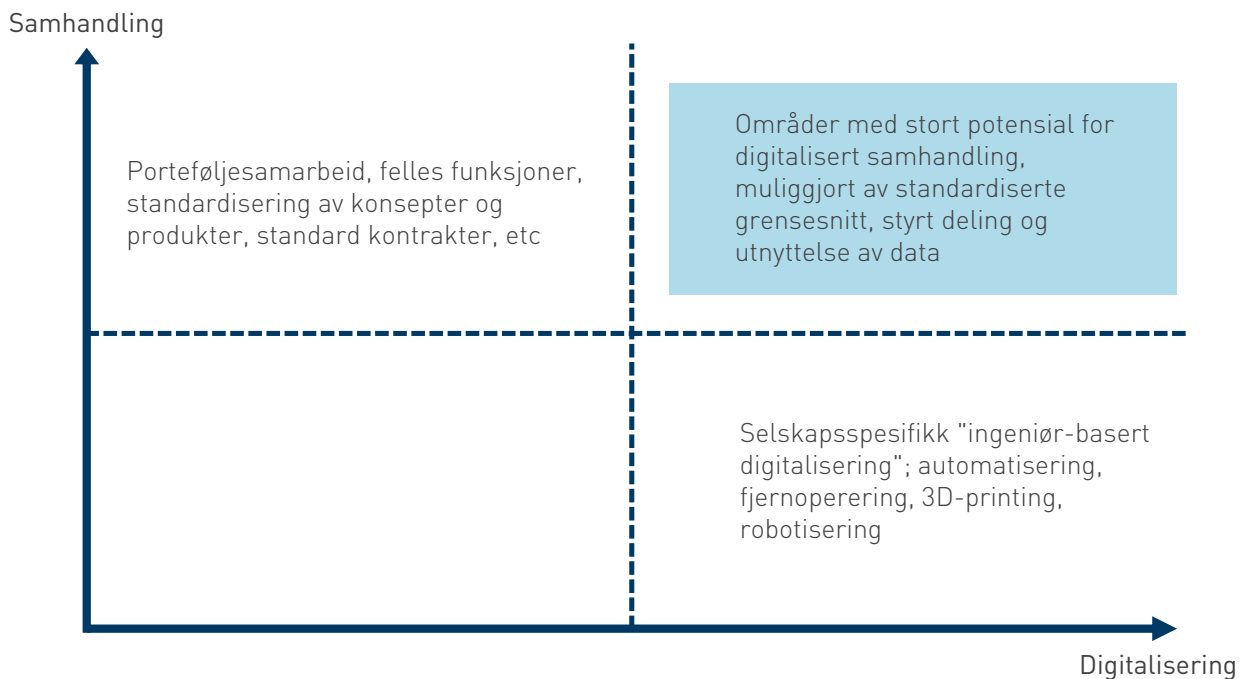 Samhandling
Porteføljesamarbeid, felles funksjoner,
standardisering av konsepter og
produkter, standard kontrakter, etc
Områder med stort potensial for
digitalisert samhandling,
muliggjort av standardiserte
grensesnitt, styrt deling og
utnyttelse av data
Selskapsspesifikk "ingeniør-basert
digitalisering"; automatisering,
fjernoperering, 3D-printing,
robotisering
Digitalisering